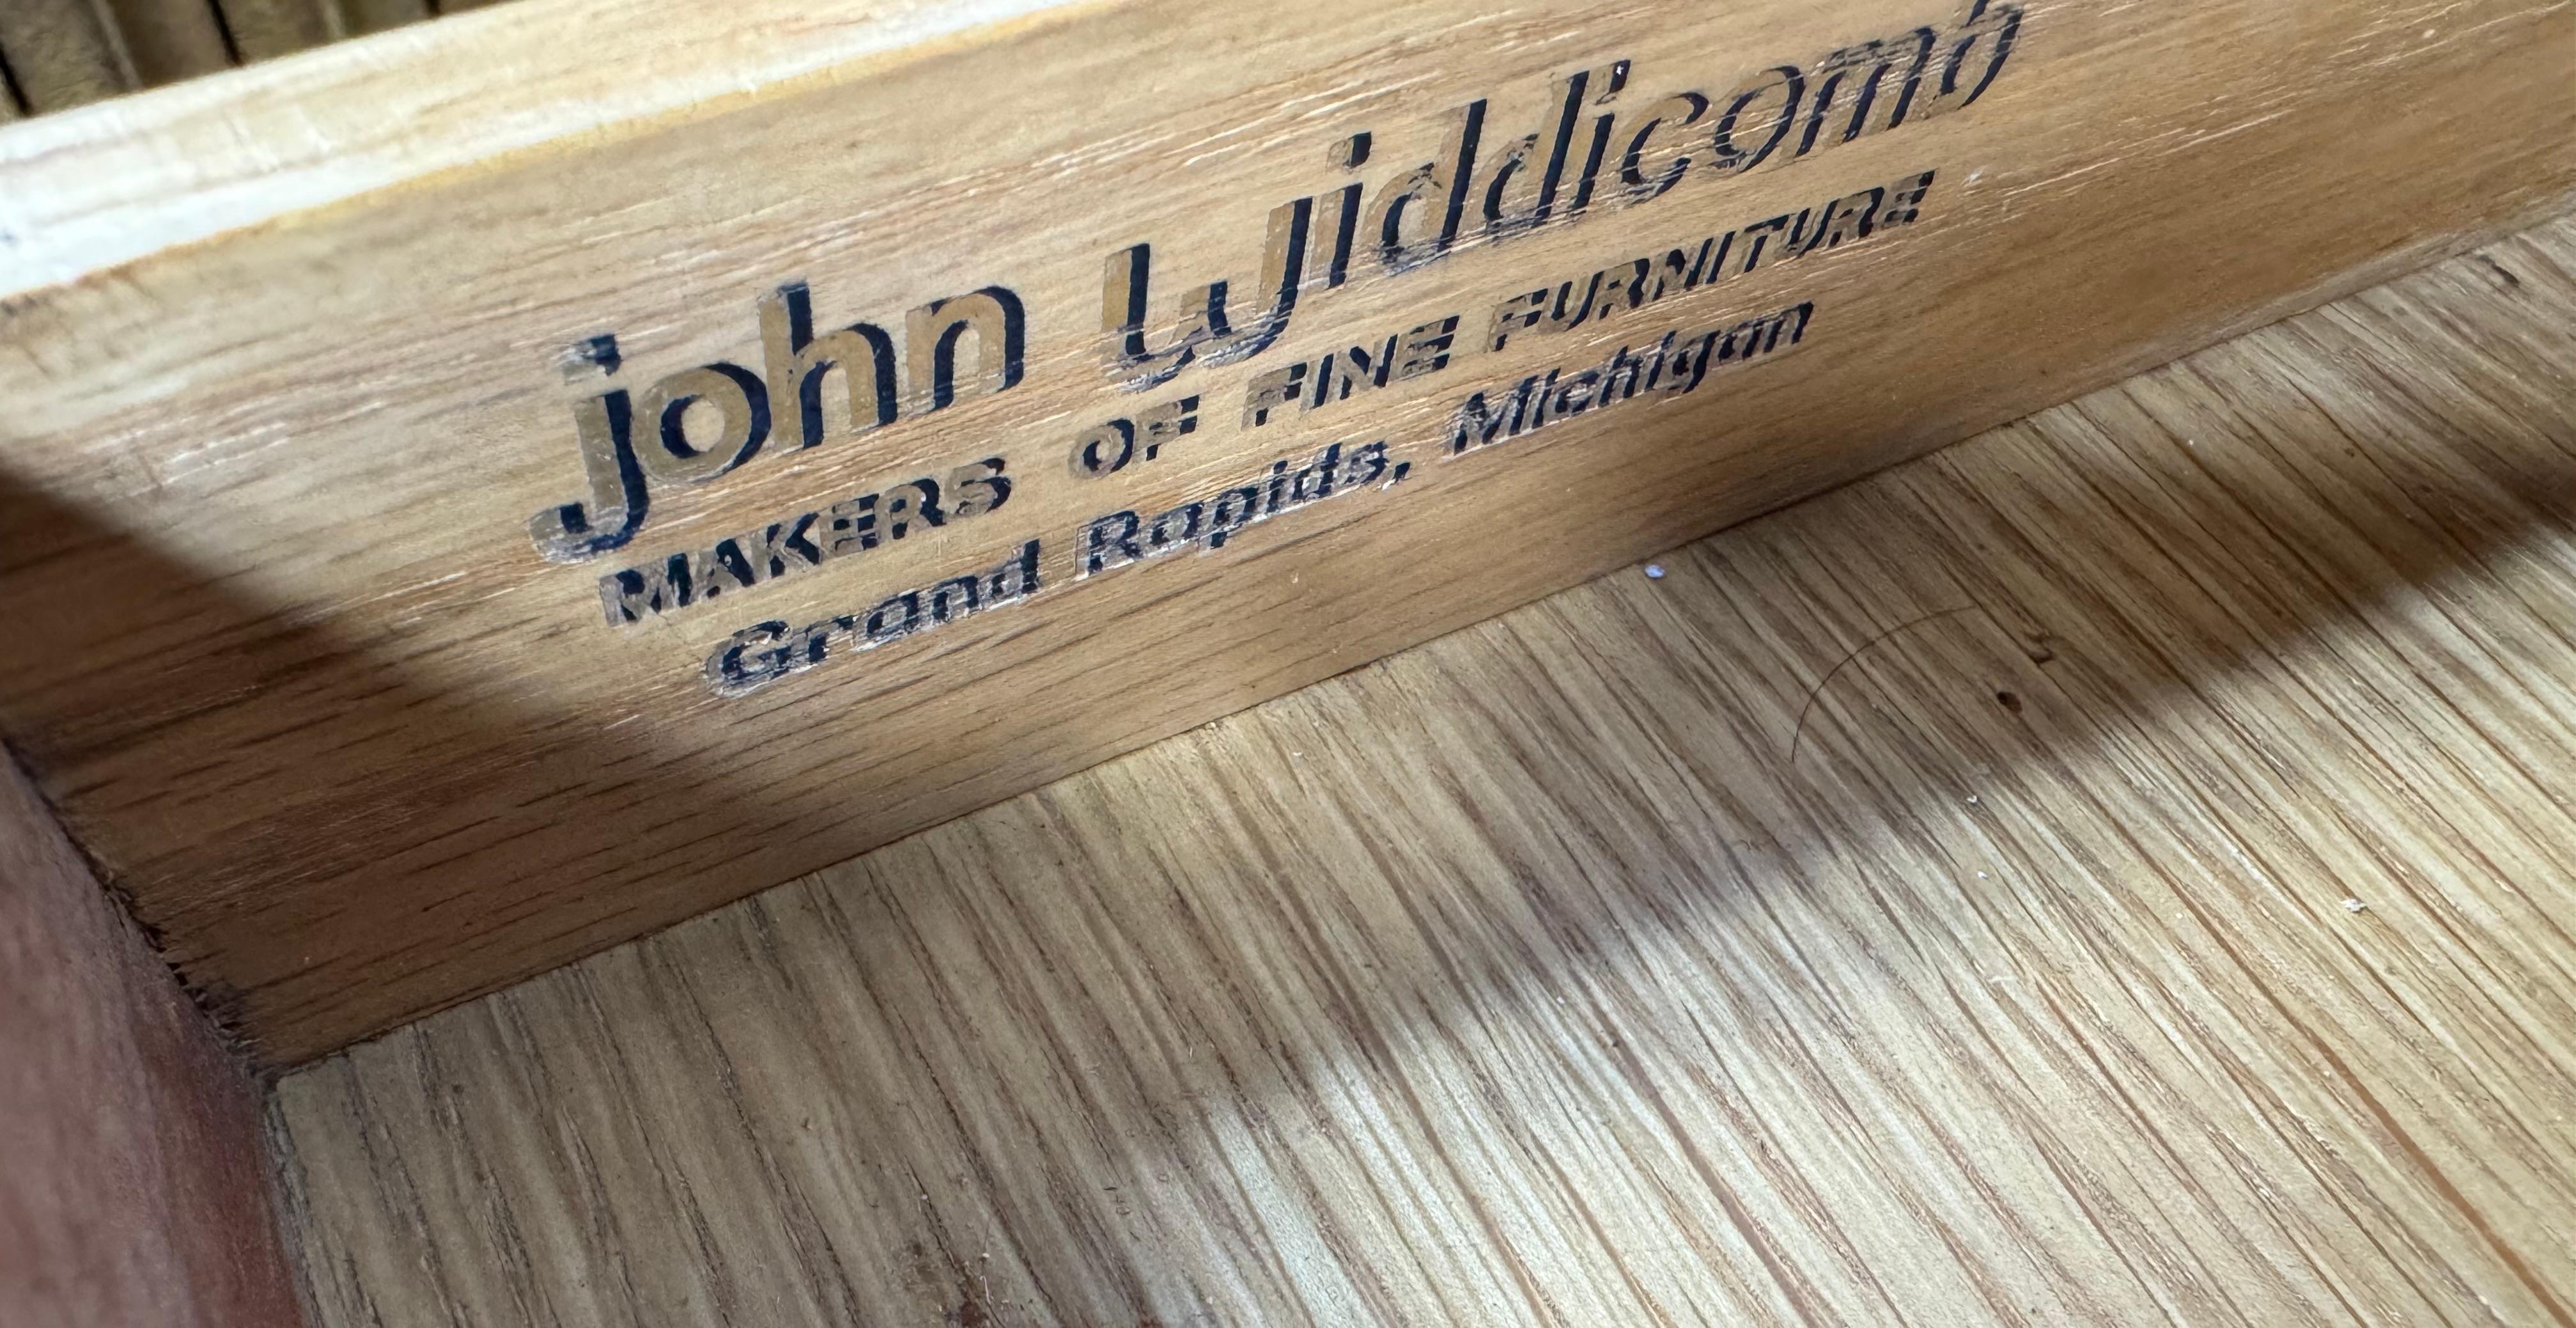 john widdicomb
MAKERS OF FINE FURNITURE
Grand Rapids, Michigan